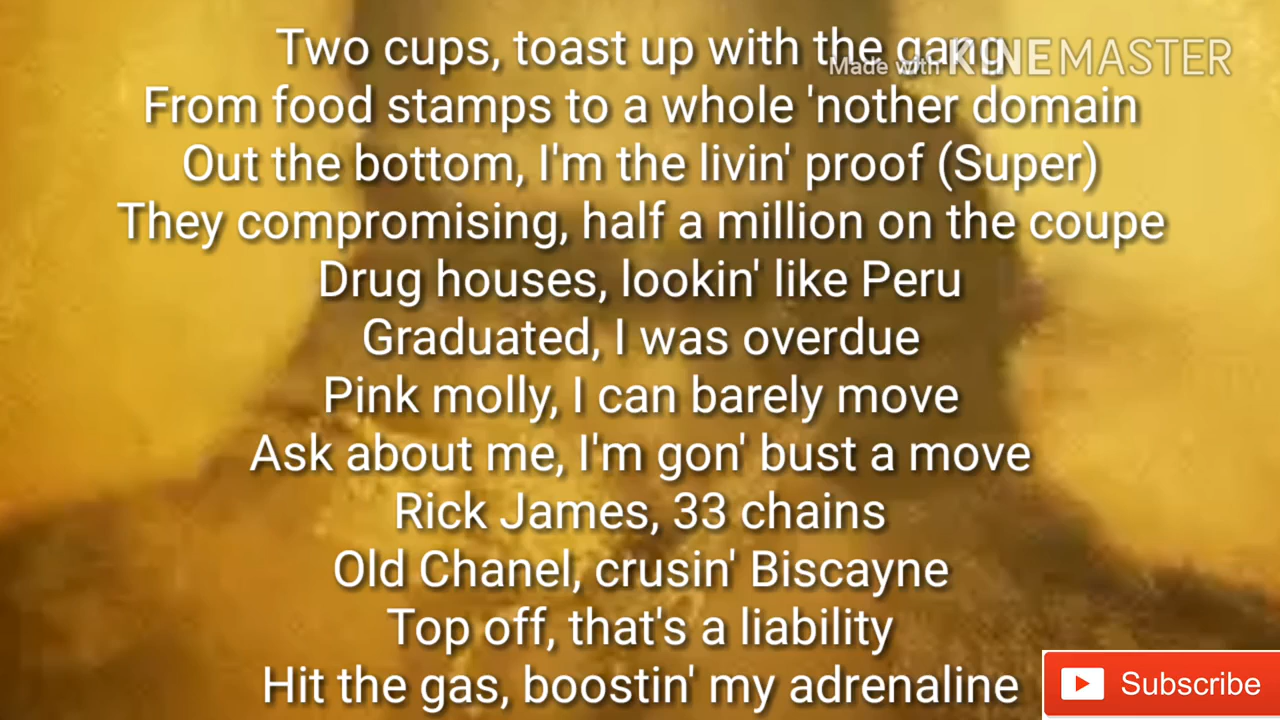 Two cups, toast up with the gang
Made with KINEMASTER
From food stamps to a whole 'nother domain
Out the bottom, I'm the livin' proof (Super)
They compromising, half a million on the coupe
Drug houses, lookin' like Peru
Graduated, I was overdue
Pink molly, I can barely move
Ask about me, I'm gon' bust a move
Rick James, 33 chains
Old Chanel, crusin' Biscayne
Top off, that's a liability
Hit the gas, boostin' my adrenaline
Subscribe